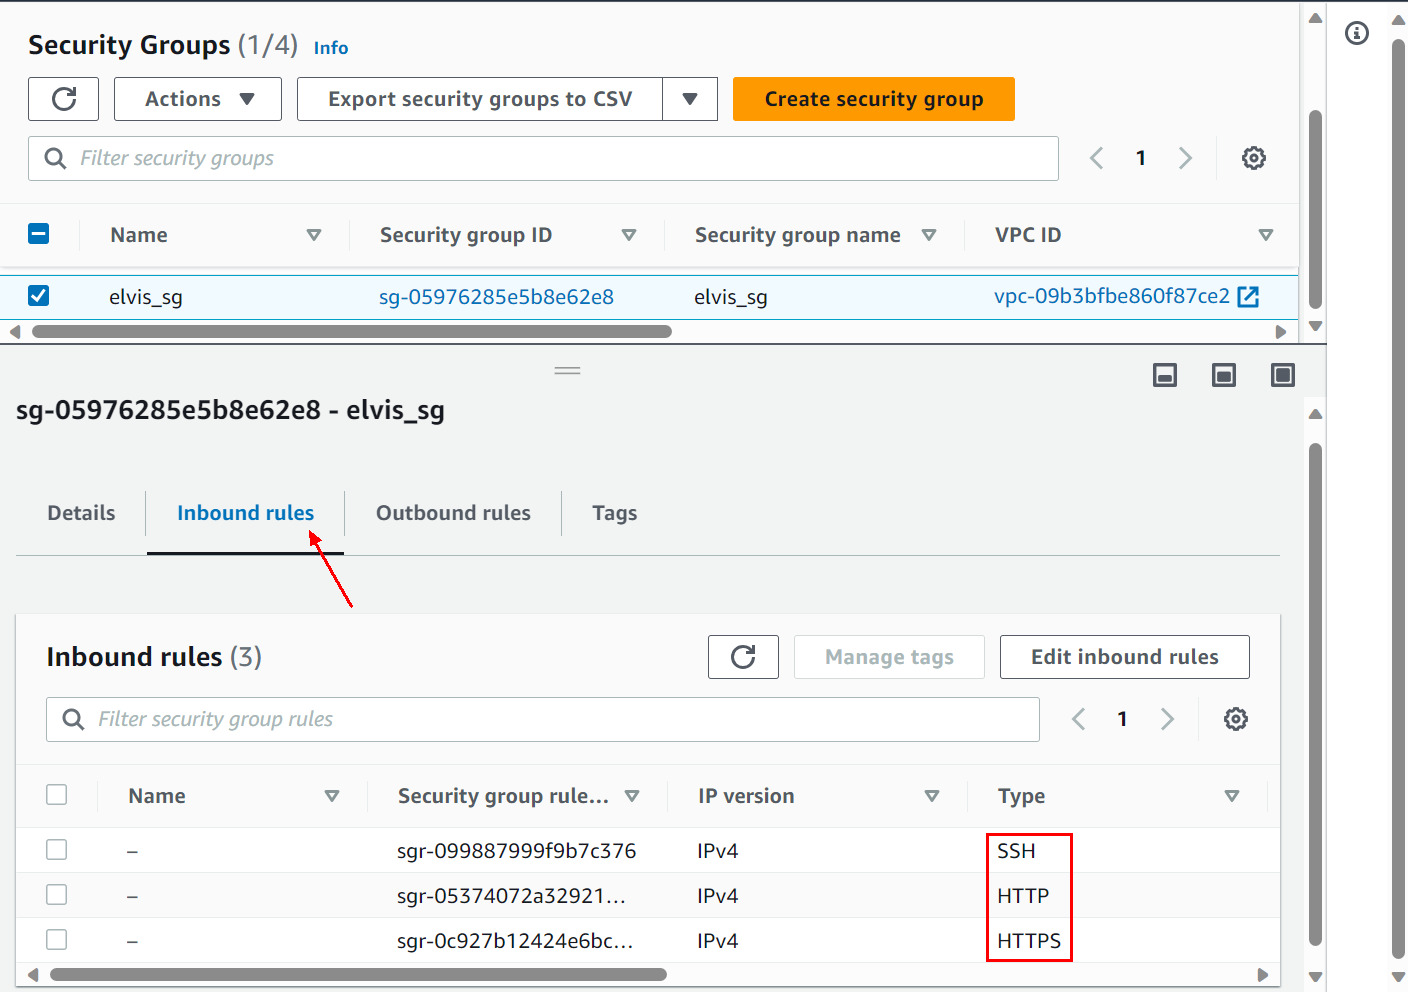 Security Groups (1/4) Info
Actions Export security groups to CSV Create security group
Filter security groups 1
Name Security group ID Security group name VPC ID
elvis_sg sg-05976285e5b8e62e8 elvis_sg vpc-09b3bfbe860f87ce2
sg-05976285e5b8e62e8 - elvis_sg
Details Inbound rules Outbound rules Tags
Inbound rules (3) Manage tags Edit inbound rules
Filter security group rules 1
Name Security group rule... IP version Type
– sgr-099887999f9b7c376 IPv4 SSH
– sgr-05374072a32921... IPv4 HTTP
– sgr-0c927b12424e6bc... IPv4 HTTPS